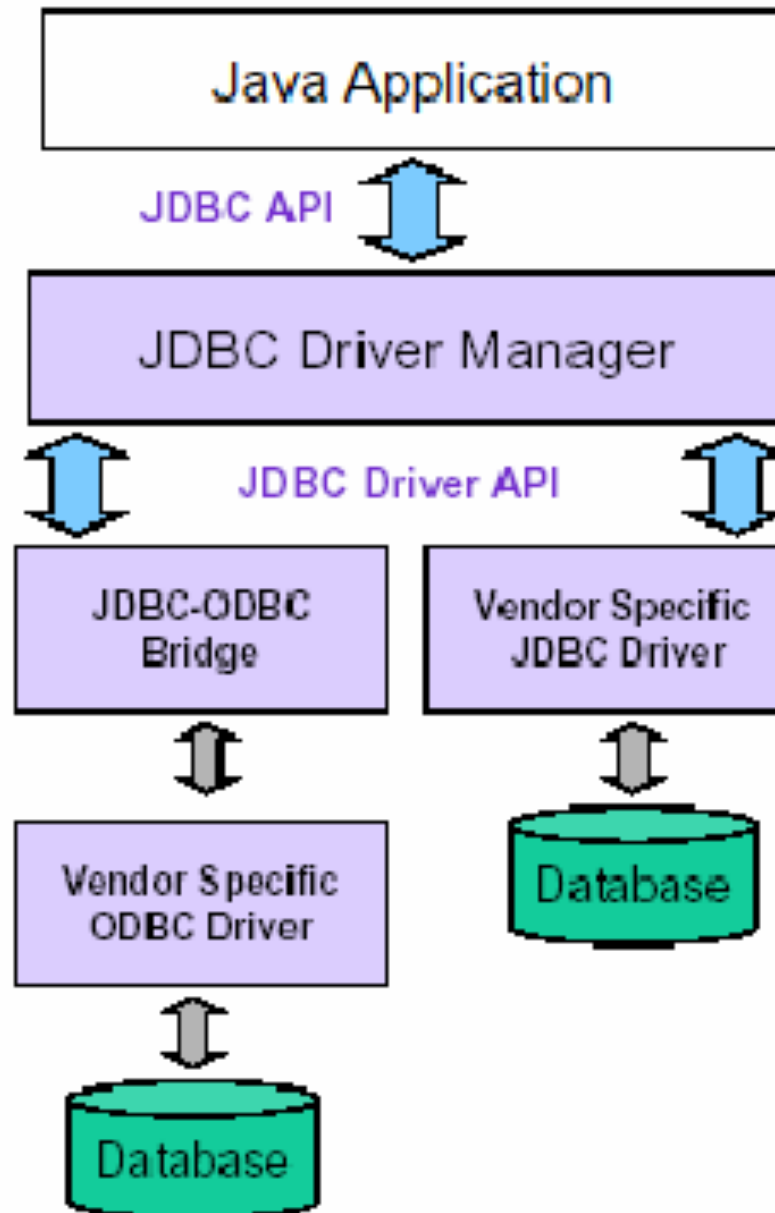 Java Application
JDBC API
JDBC Driver Manager
JDBC Driver API
JDBC-ODBC
Bridge
Vendor Specific
JDBC Driver
Vendor Specific
ODBC Driver
Database
Database